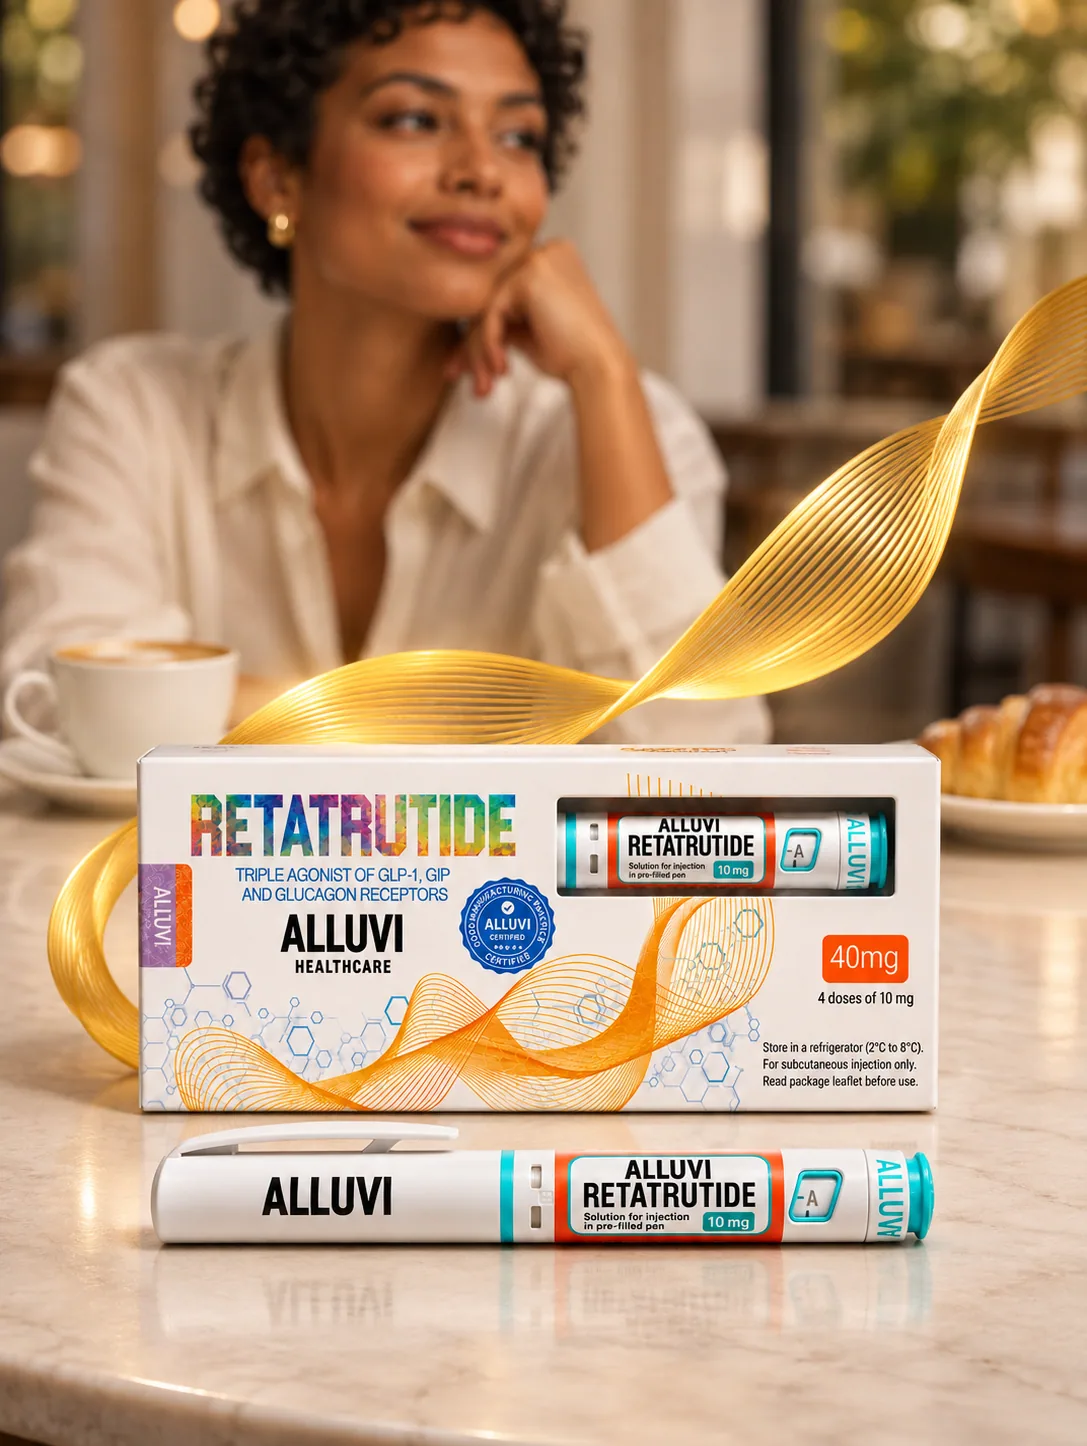 RETATRUTIDE
TRIPLE AGONIST OF GLP-1, GIP
AND GLUCAGON RECEPTORS
ALLUVI
HEALTHCARE
ALLUVI
ALLUVI
CERTIFIED
CERTIFIED
ALLUVI
RETATRUTIDE
Solution for injection
in pre-filled pen
10 mg
A
ALLUVI
40mg
4 doses of 10 mg
Store in a refrigerator (2°C to 8°C).
For subcutaneous injection only.
Read package leaflet before use.
ALLUVI
ALLUVI
RETATRUTIDE
Solution for injection
in pre-filled pen
10 mg
A
ALLUVI